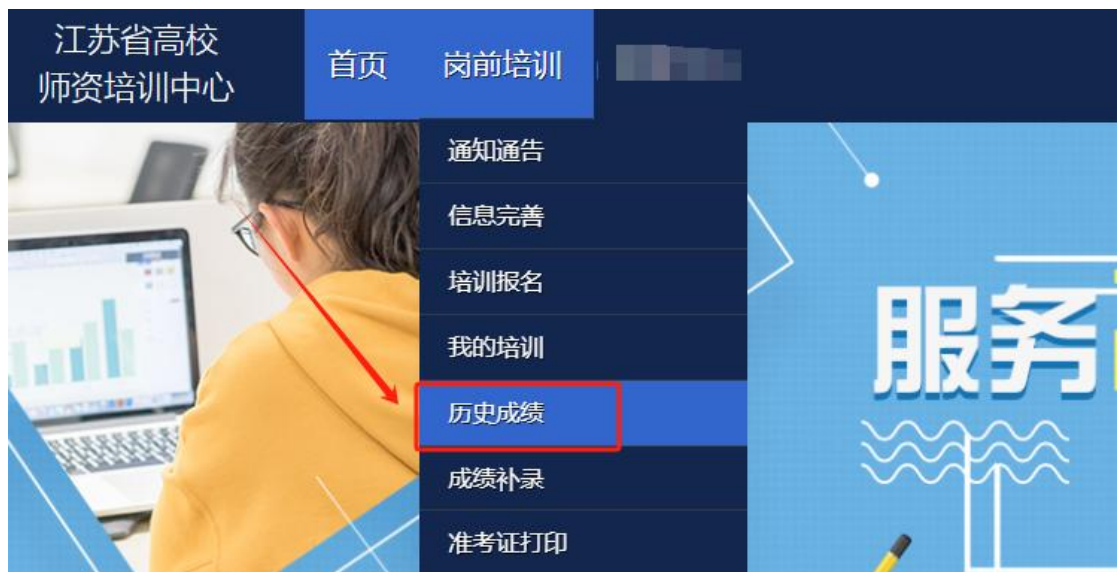 江苏省高校
师资培训中心
首页
岗前培训
通知通告
信息完善
培训报名
我的培训
历史成绩
成绩补录
准考证打印
服务